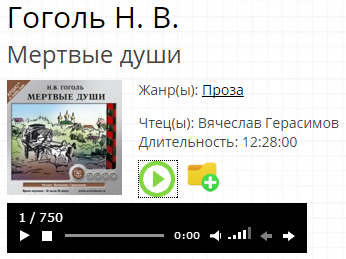 Гоголь Н. В.
Мертвые души
Н.В. ГОГОЛЬ
МЕРТВЫЕ ДУШИ
Жанр(ы): Проза
Чтец(ы): Вячеслав Герасимов
Длительность: 12:28:00
1 / 750
0:00